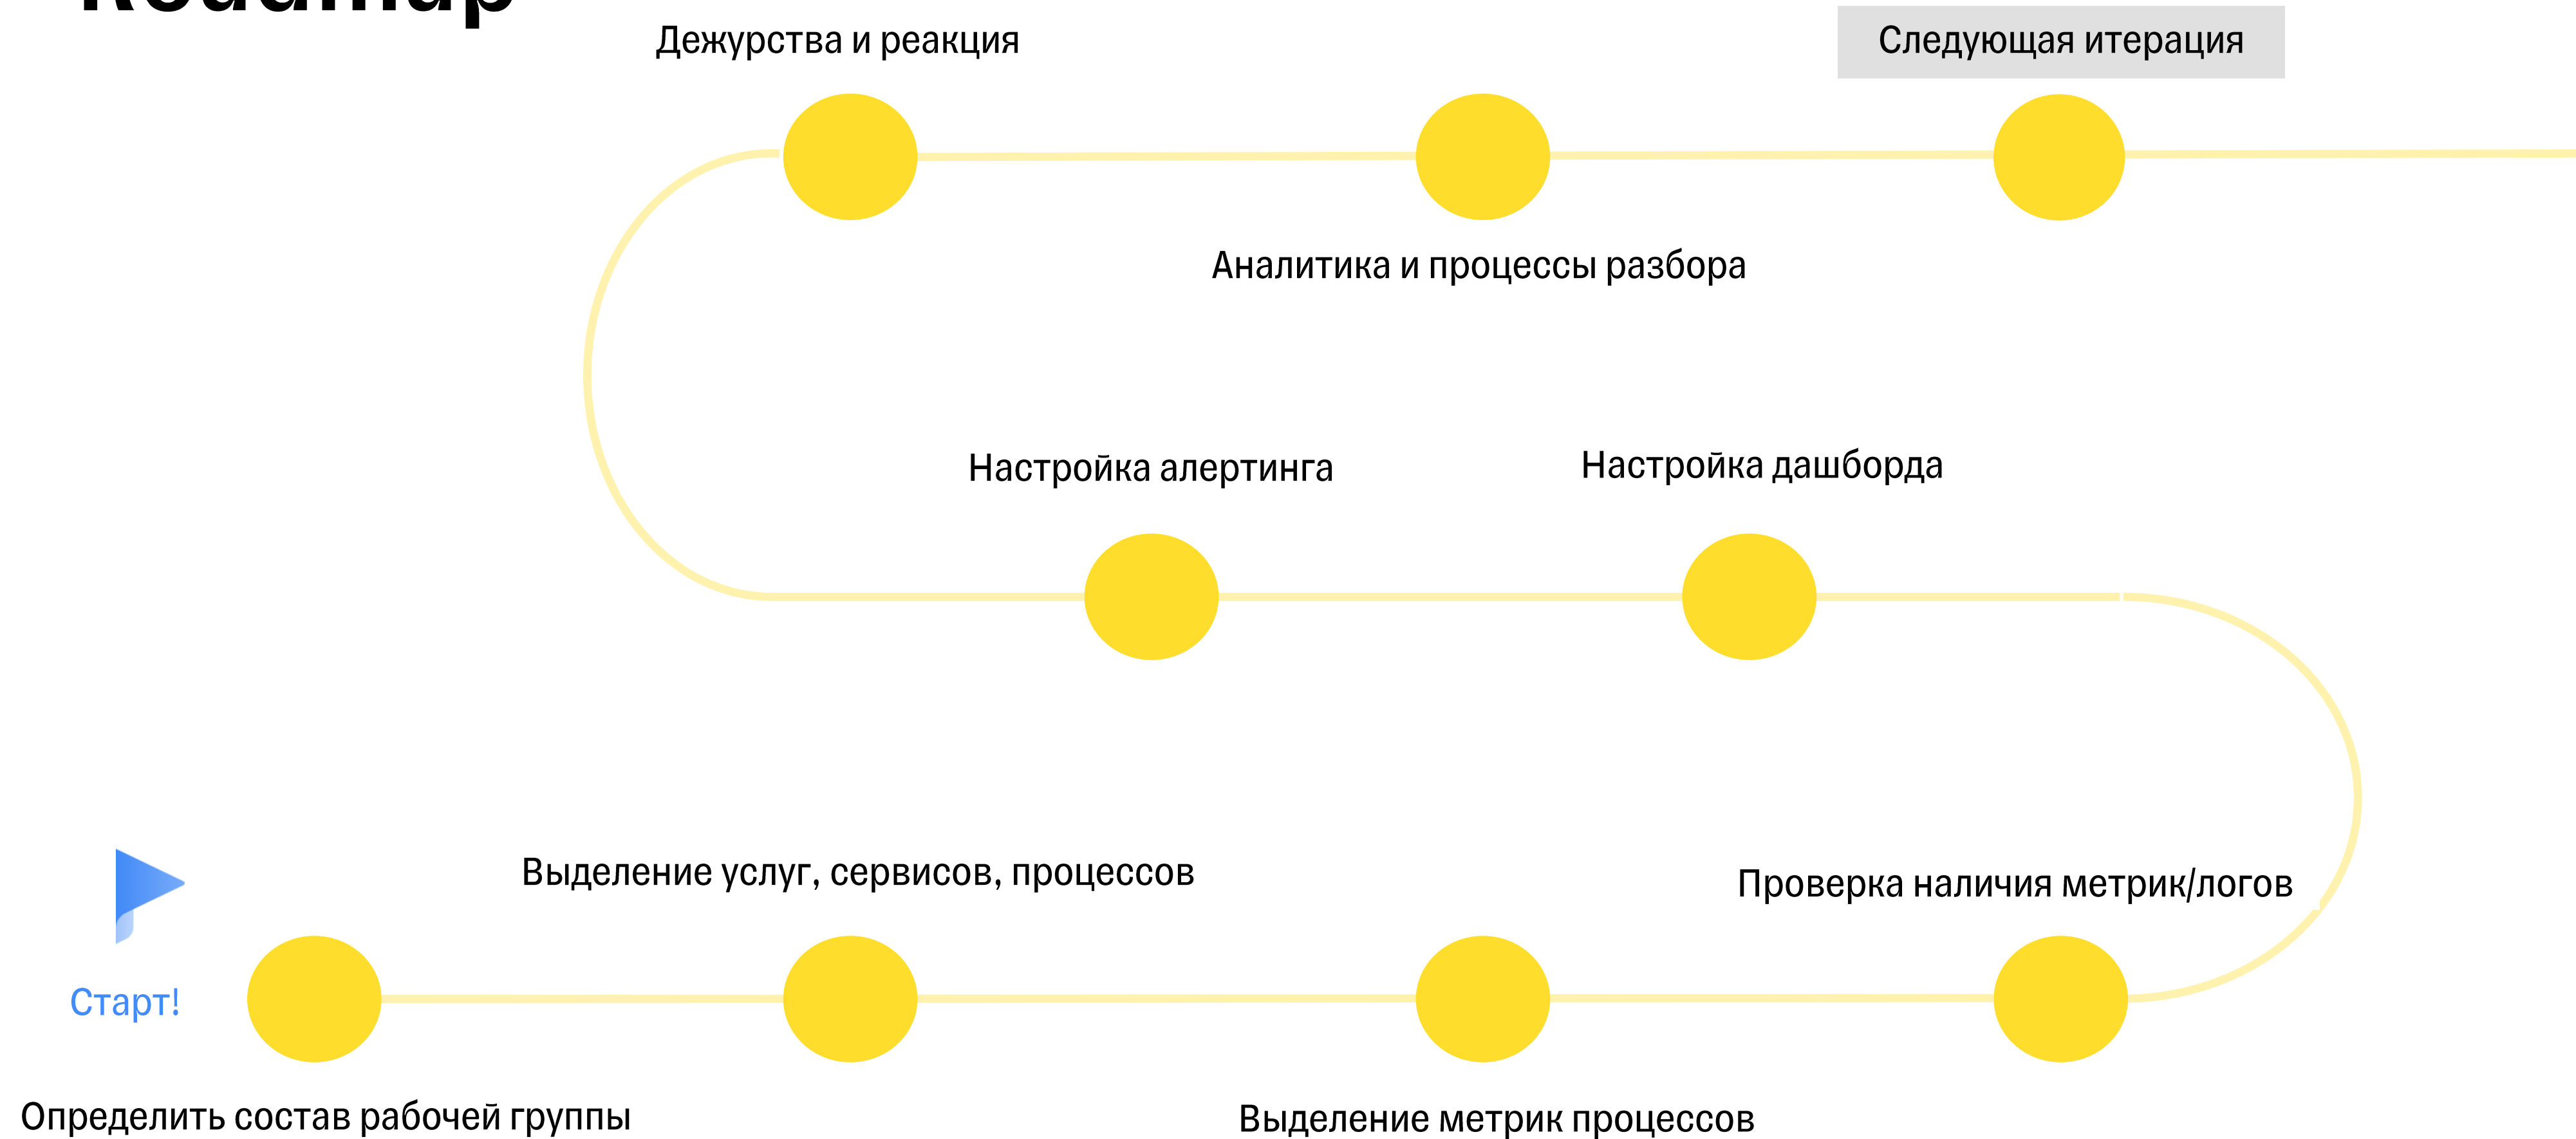 Roadmap
Дежурства и реакция
Следующая итерация
Аналитика и процессы разбора
Настройка алертинга
Настройка дашборда
Выделение услуг, сервисов, процессов
Проверка наличия метрик/логов
Старт!
Определить состав рабочей группы
Выделение метрик процессов